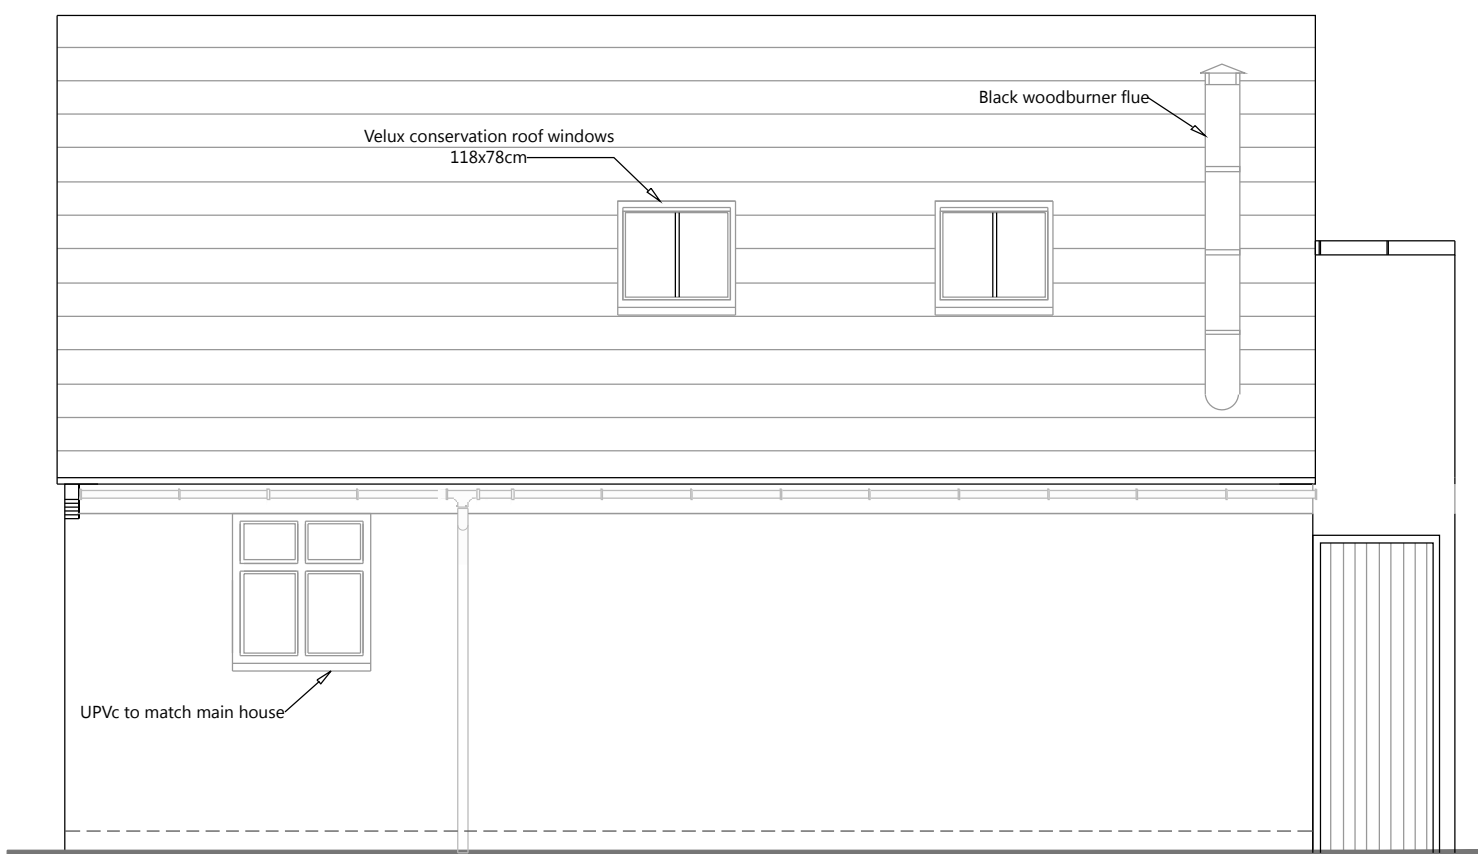 Black woodburner flue
Velux conservation roof windows
118x78cm
UPVc to match main house